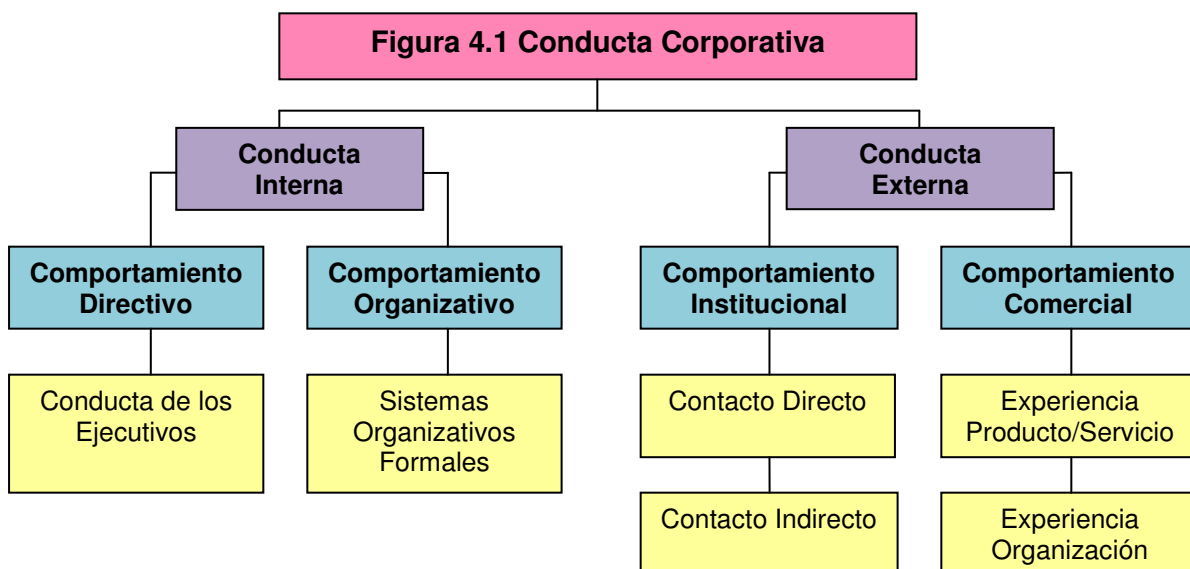 Figura 4.1 Conducta Corporativa
Conducta
Interna
Conducta
Externa
Comportamiento
Directivo
Comportamiento
Organizativo
Comportamiento
Institucional
Comportamiento
Comercial
Conducta de los
Ejecutivos
Sistemas
Organizativos
Formales
Contacto Directo
Experiencia
Producto/Servicio
Contacto Indirecto
Experiencia
Organización